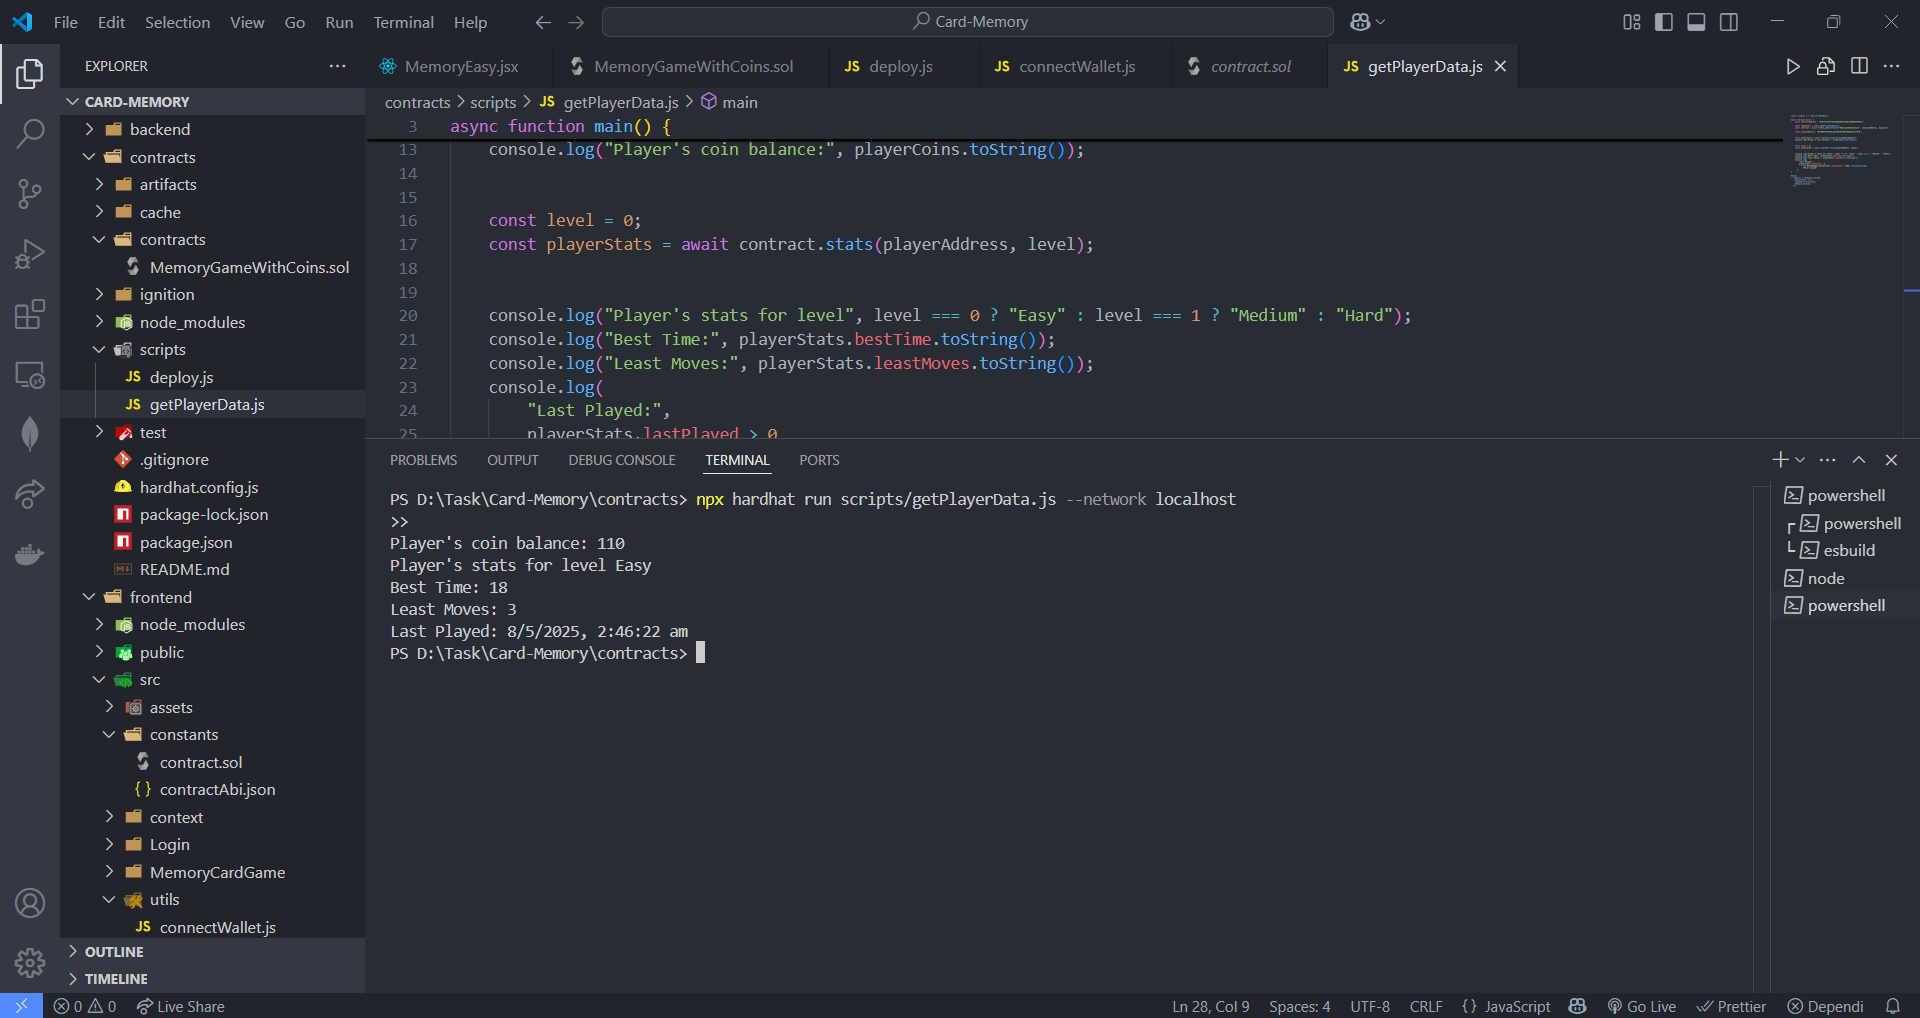 File Edit Selection View Go Run Terminal Help
Card-Memory
EXPLORER
CARD-MEMORY
backend
contracts
artifacts
cache
contracts
MemoryGameWithCoins.sol
ignition
node_modules
scripts
JS deploy.js
JS getPlayerData.js
test
.gitignore
hardhat.config.js
package-lock.json
package.json
README.md
frontend
node_modules
public
src
assets
constants
contract.sol
{} contractAbi.json
context
Login
MemoryCardGame
utils
JS connectWallet.js
OUTLINE
TIMELINE
MemoryEasy.jsx MemoryGameWithCoins.sol JS deploy.js JS connectWallet.js contract.sol JS getPlayerData.js
contracts > scripts > JS getPlayerData.js > main
3 async function main() {
13 console.log("Player's coin balance:", playerCoins.toString());
14
15
16 const level = 0;
17 const playerStats = await contract.stats(playerAddress, level);
18
19
20 console.log("Player's stats for level", level === 0 ? "Easy" : level === 1 ? "Medium" : "Hard");
21 console.log("Best Time:", playerStats.bestTime.toString());
22 console.log("Least Moves:", playerStats.leastMoves.toString());
23 console.log(
24 "Last Played:",
25 playerStats.lastPlayed > 0
PROBLEMS OUTPUT DEBUG CONSOLE TERMINAL PORTS
PS D:\Task\Card-Memory\contracts> npx hardhat run scripts/getPlayerData.js --network localhost
>>
Player's coin balance: 110
Player's stats for level Easy
Best Time: 18
Least Moves: 3
Last Played: 8/5/2025, 2:46:22 am
PS D:\Task\Card-Memory\contracts>
powershell
powershell
esbuild
node
powershell
0 0 Live Share
Ln 28, Col 9 Spaces: 4 UTF-8 CRLF {} JavaScript Go Live Prettier Dependi